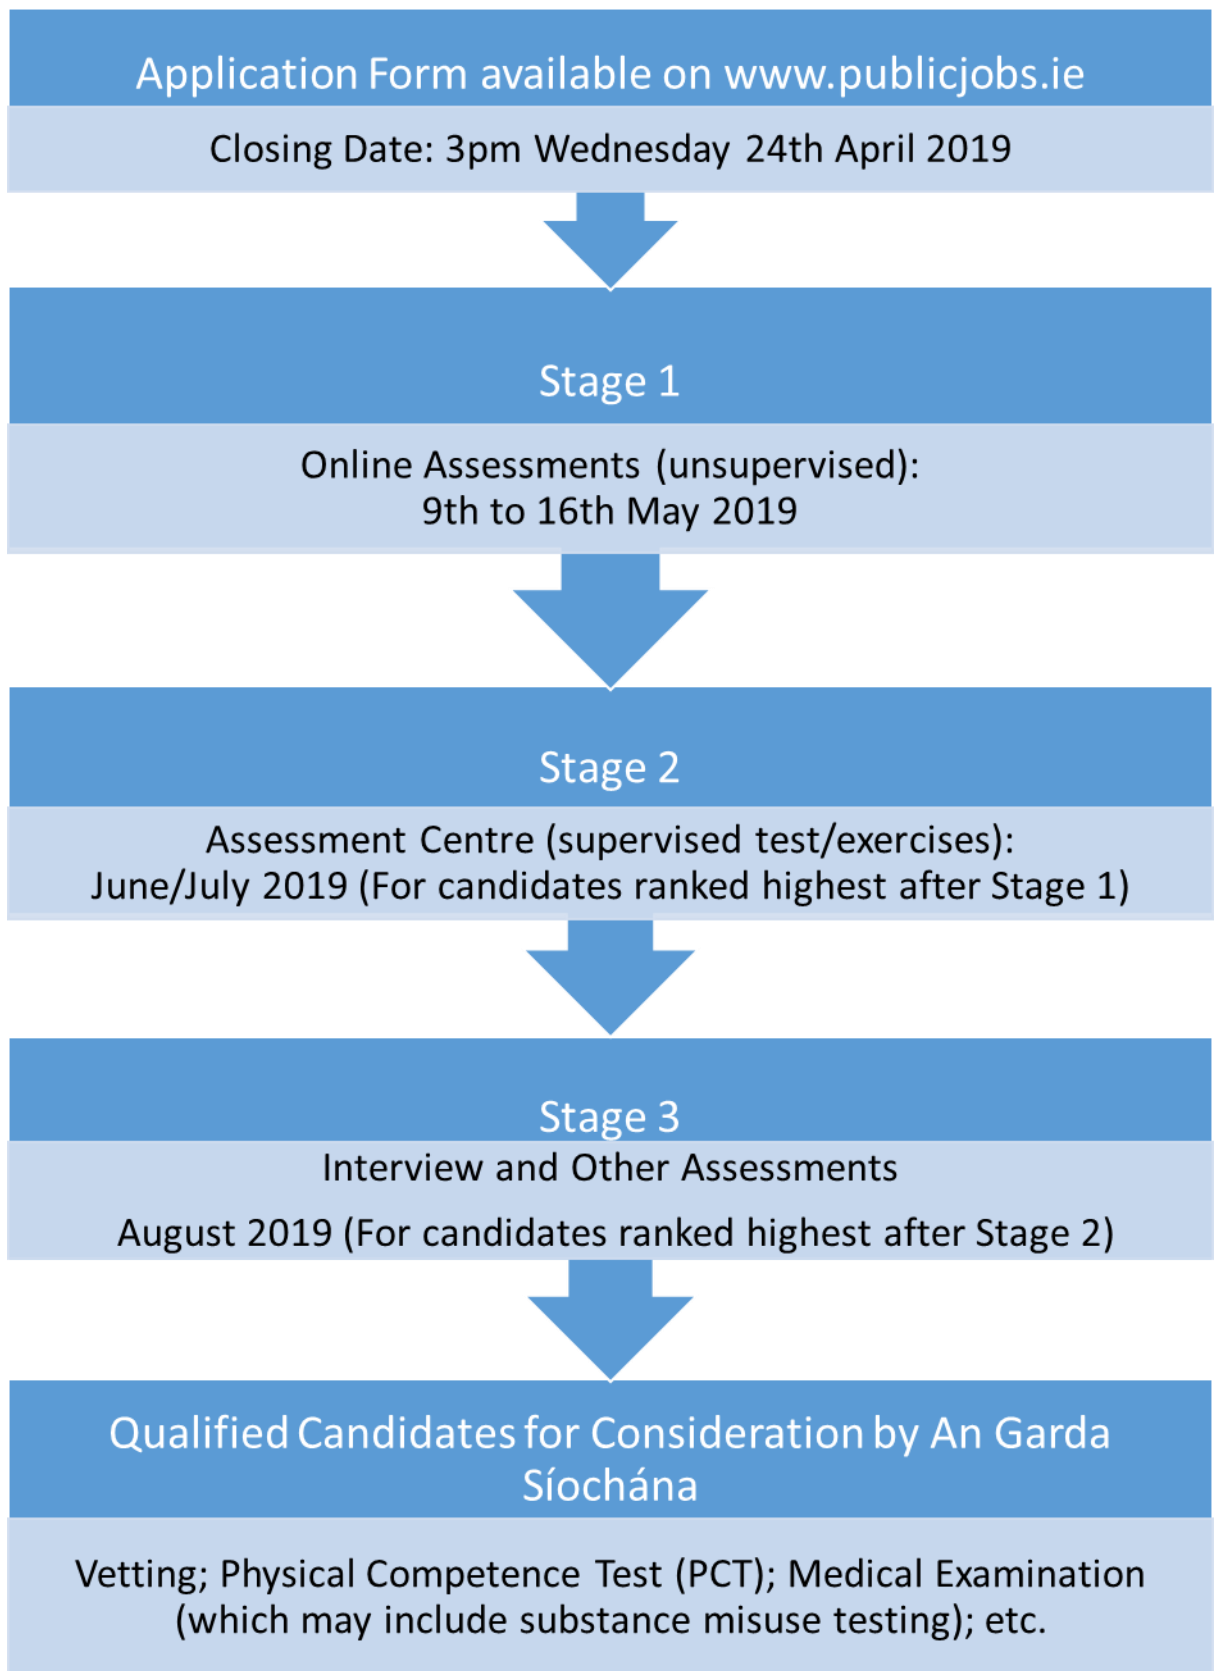 Application Form available on www.publicjobs.ie
Closing Date: 3pm Wednesday 24th April 2019
Stage 1
Online Assessments (unsupervised):
9th to 16th May 2019
Stage 2
Assessment Centre (supervised test/exercises):
June/July 2019 (For candidates ranked highest after Stage 1)
Stage 3
Interview and Other Assessments
August 2019 (For candidates ranked highest after Stage 2)
Qualified Candidates for Consideration by An Garda
Síochána
Vetting; Physical Competence Test (PCT); Medical Examination
(which may include substance misuse testing); etc.